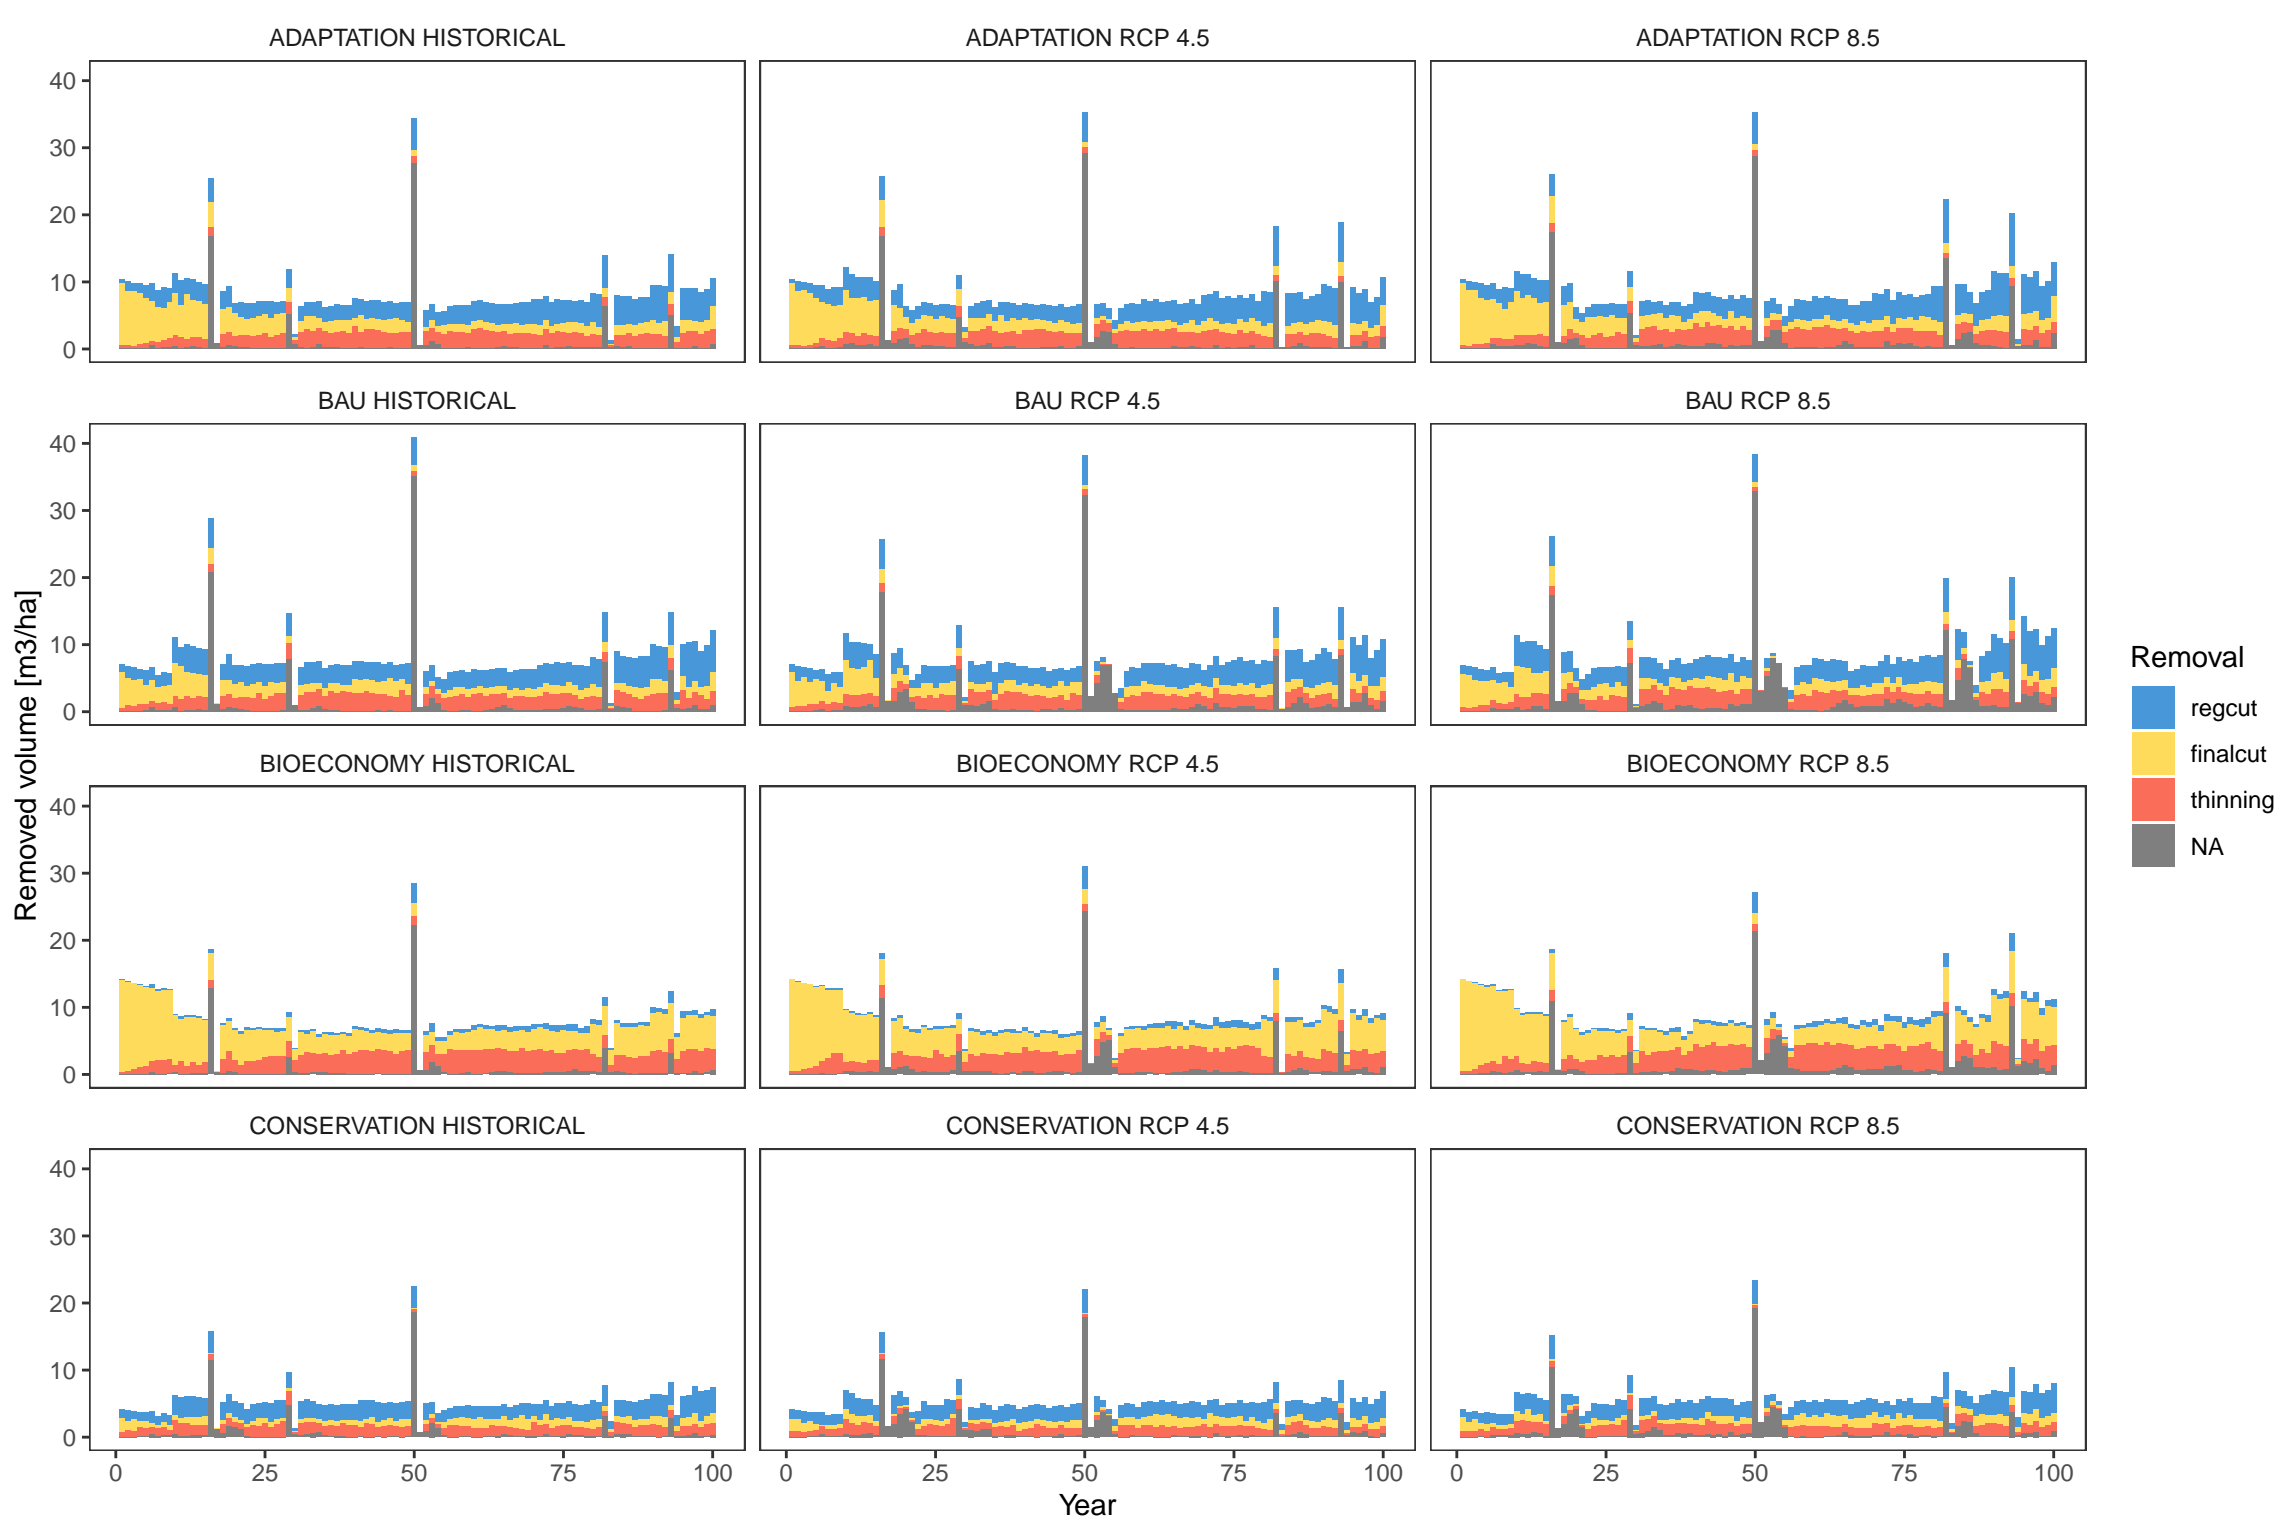 ADAPTATION HISTORICAL
ADAPTATION RCP 4.5
ADAPTATION RCP 8.5
40
30
20
10
0
BAU HISTORICAL
BAU RCP 4.5
BAU RCP 8.5
40
30
20
10
0
BIOECONOMY HISTORICAL
BIOECONOMY RCP 4.5
BIOECONOMY RCP 8.5
40
30
20
10
0
CONSERVATION HISTORICAL
CONSERVATION RCP 4.5
CONSERVATION RCP 8.5
40
30
20
10
0
0 25 50 75 100
0 25 50 75 100
0 25 50 75 100
Year
Removed volume [m3/ha]
Removal
regcut
finalcut
thinning
NA